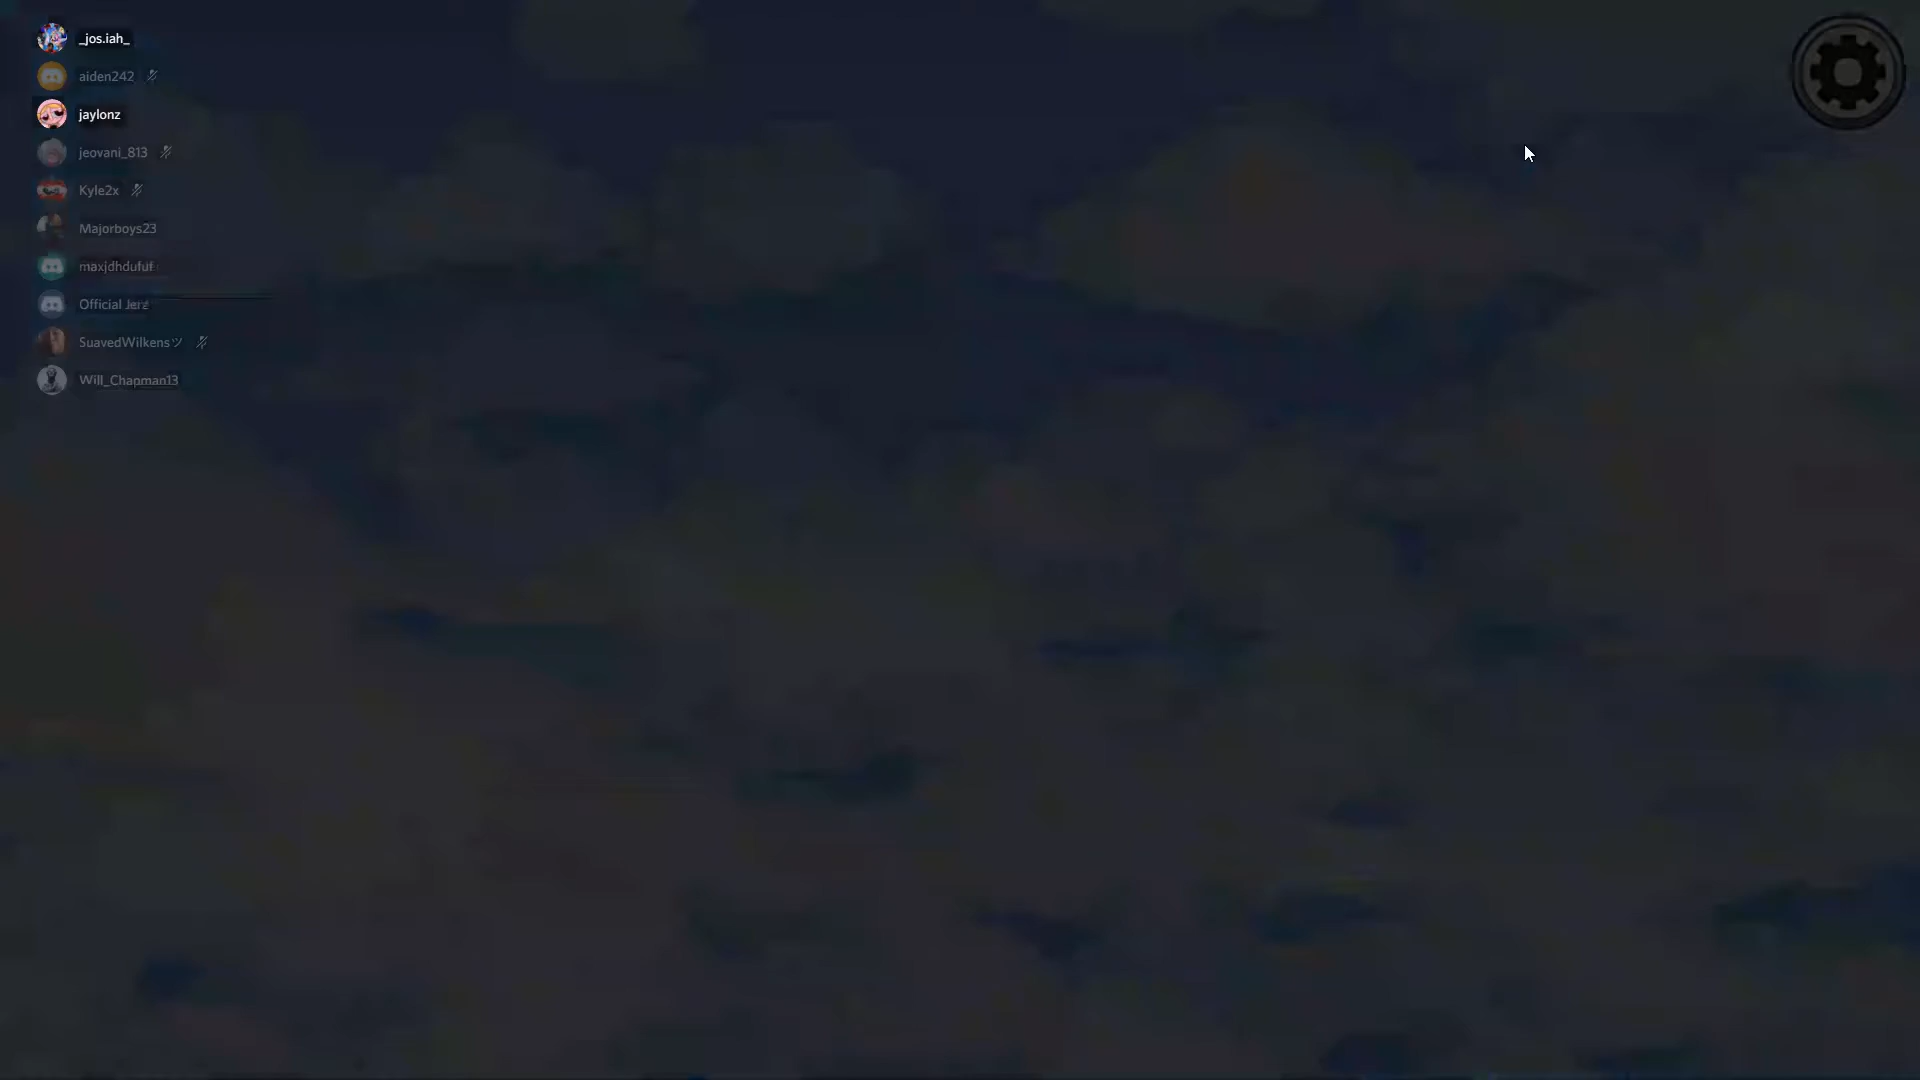 _jos.iah_
aiden242
jaylonz
jeovani_813
Kyle2x
Majorboys23
maxjdhdufuf
Official Jerz
SuavedWilkensツ
Will_Chapman13